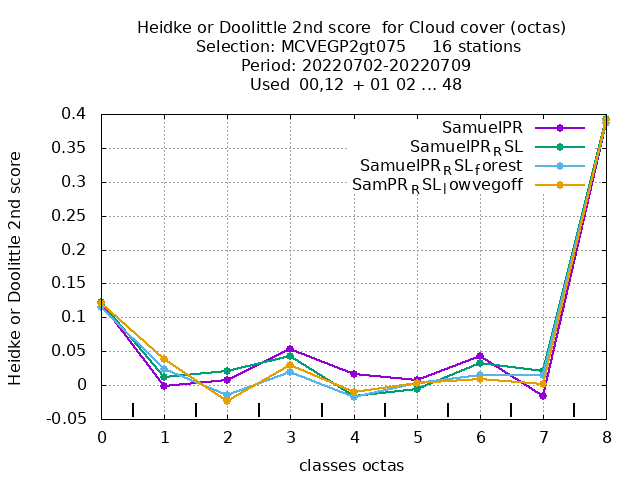 Heidke or Doolittle 2nd score  for Cloud cover (octas)
Selection: MCVEGP2gt075     16 stations
Period: 20220702-20220709
Used  00,12  + 01 02 ... 48
Heidke or Doolittle 2nd score
0.4
0.35
0.3
0.25
0.2
0.15
0.1
0.05
0
-0.05
SamuelPR
SamuelPRRSL
SamuelPRRSLforest
SamPRRSLlowvegoff
0 1 2 3 4 5 6 7 8
classes octas